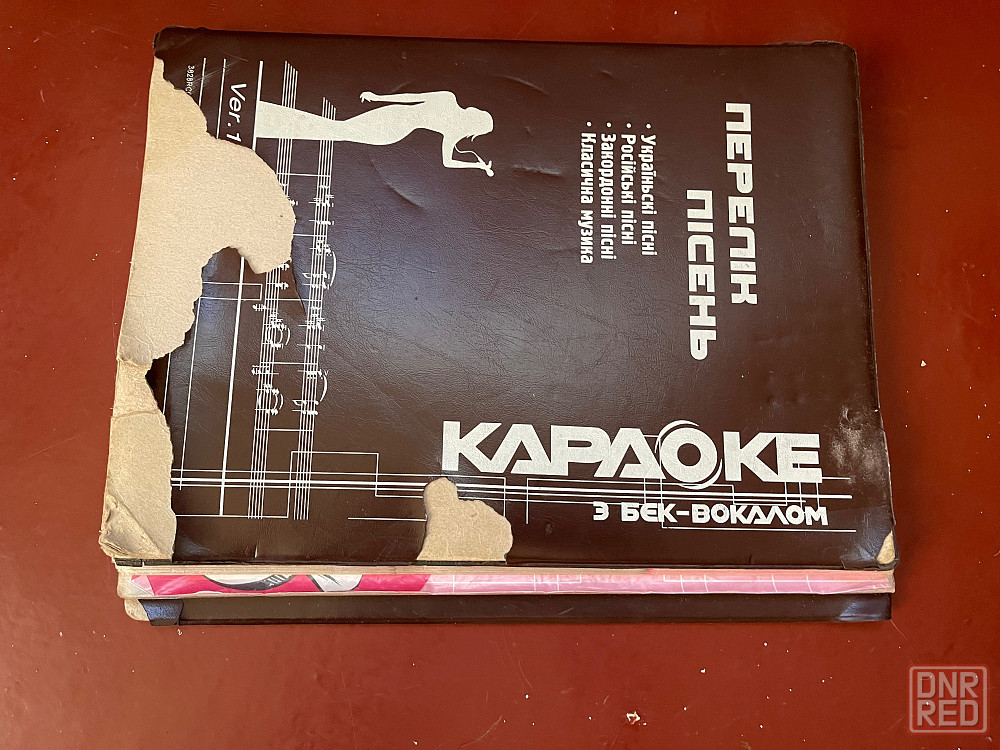 ПЕРЕЛІК
ПІСЕНЬ
• Українські пісні
• Російські пісні
• Закордонні пісні
• Класична музика
КАРАОКЕ
З БЕК-ВОКАЛОМ
Ver. 1
DNR
RED